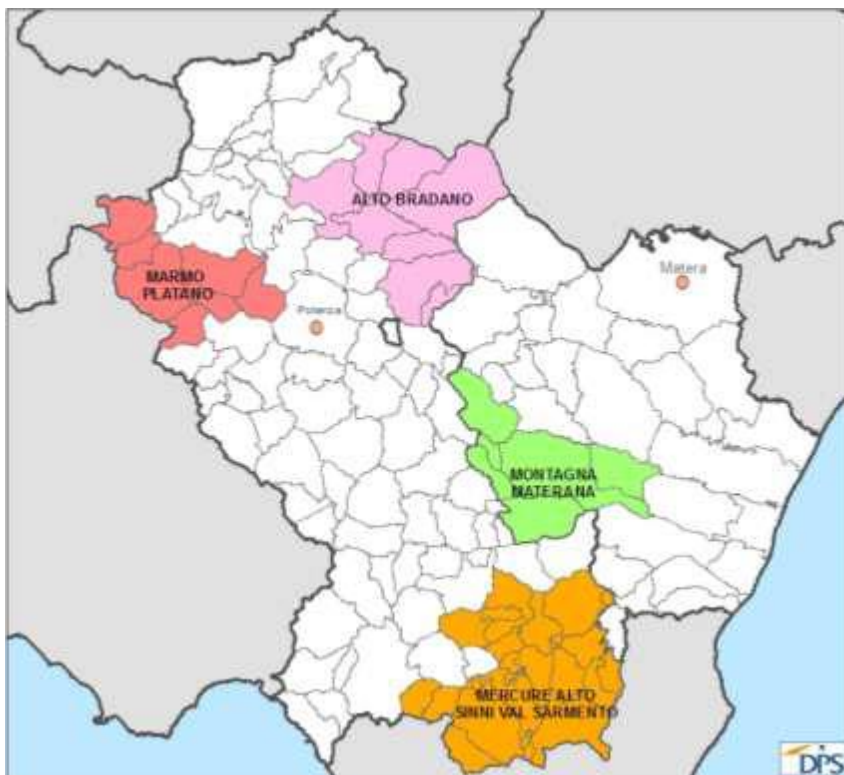 ALTO BRADANO
MARMO
PLATANO
Matera
Potenza
MONTAGNA
MATERANA
MERCURE ALTO
SINNI VAL SARMENTO
DPS